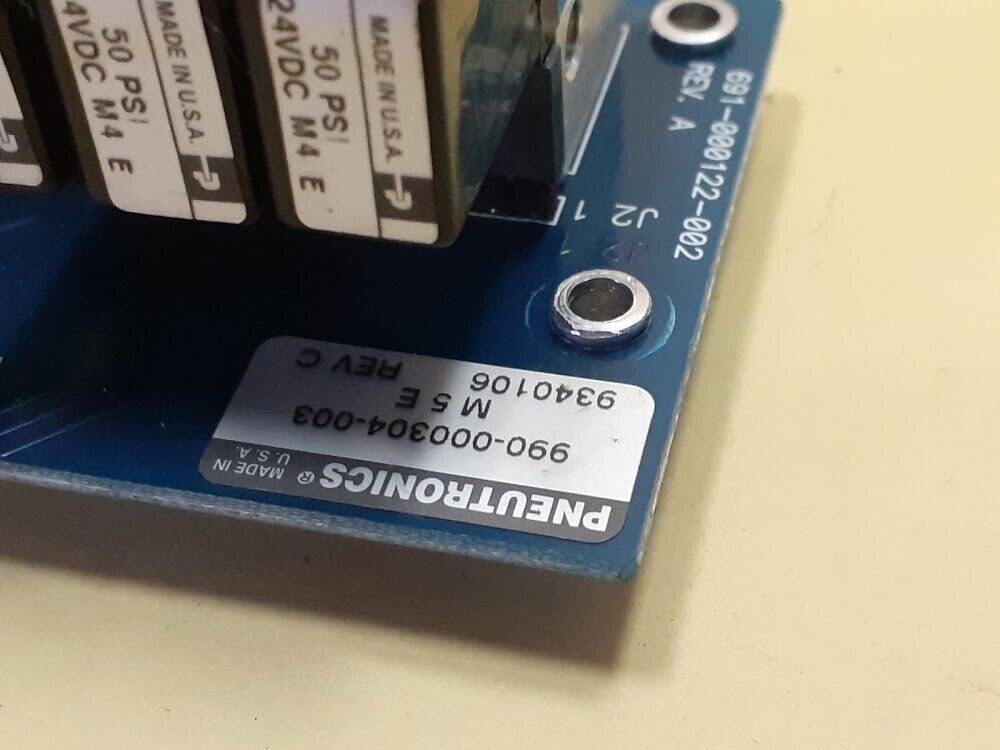 50 PSI
24VDC M4 E
MADE IN U.S.A.
50 PSI
24VDC M4 E
MADE IN U.S.A.
691-000122-002
REV. A
J2 1
PNEUTRONICS ® MADE IN U.S.A.
990-000304-003
M 5 E
9340106 REV C